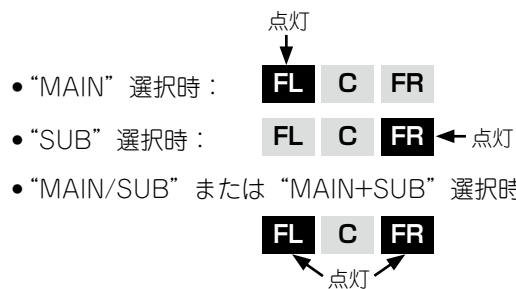 点灯
•“MAIN”選択時： FL C FR
•“SUB”選択時： FL C FR 点灯
•“MAIN/SUB”または“MAIN+SUB”選択時
FL C FR
点灯